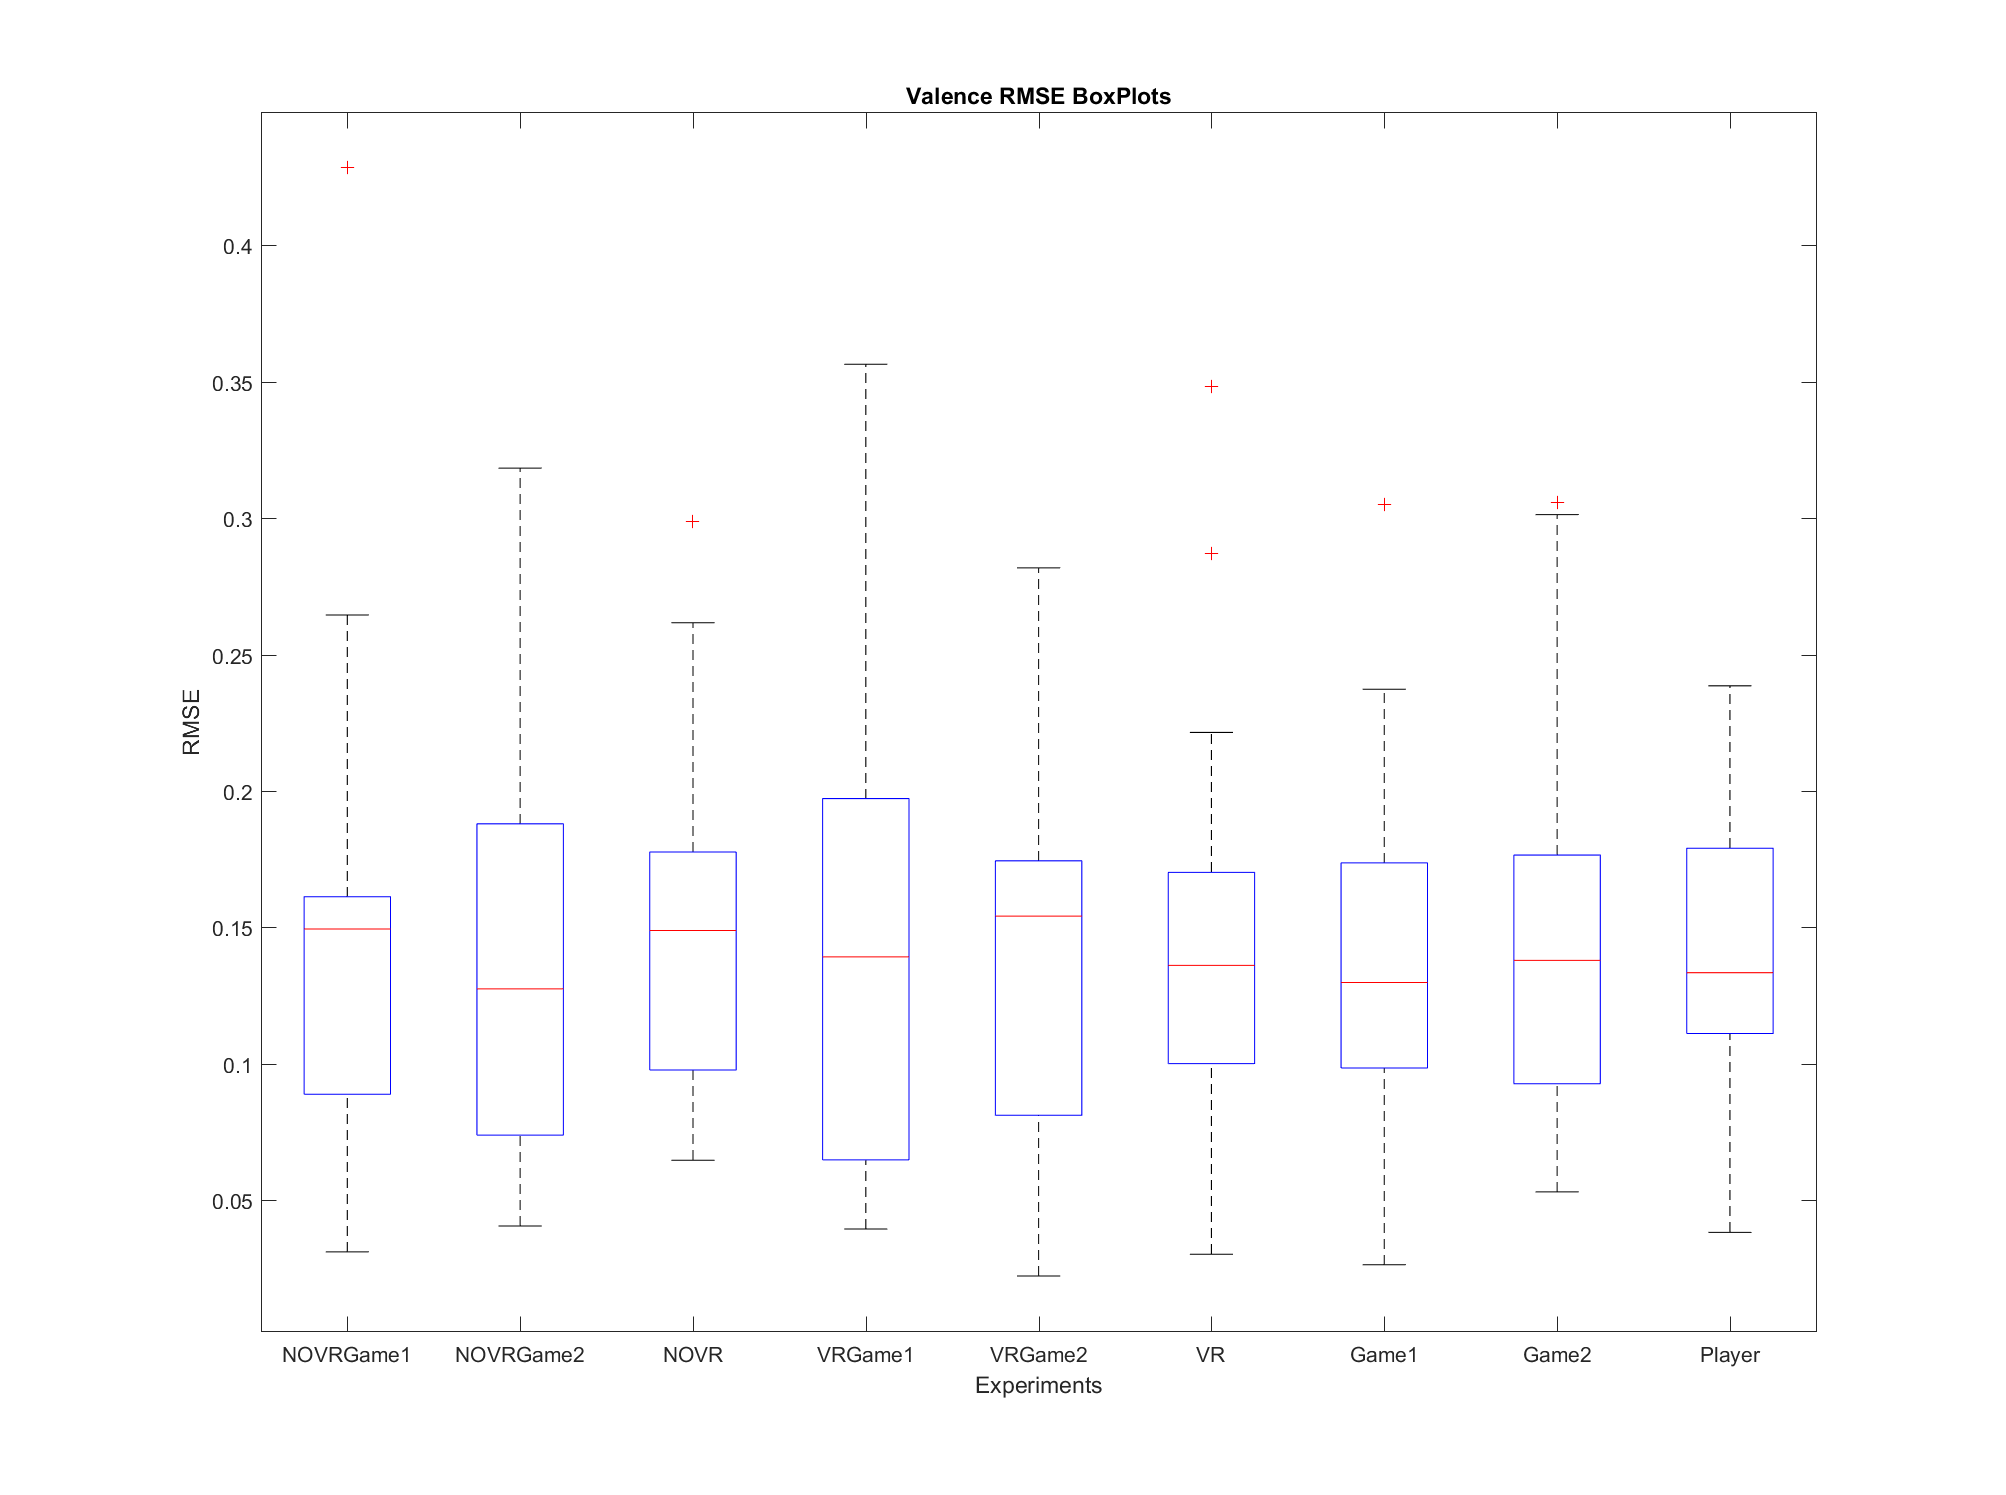 Valence RMSE BoxPlots
0.4
0.35
0.3
0.25
0.2
0.15
0.1
0.05
RMSE
NOVRGame1 NOVRGame2 NOVR VRGame1 VRGame2 VR Game1 Game2 Player
Experiments